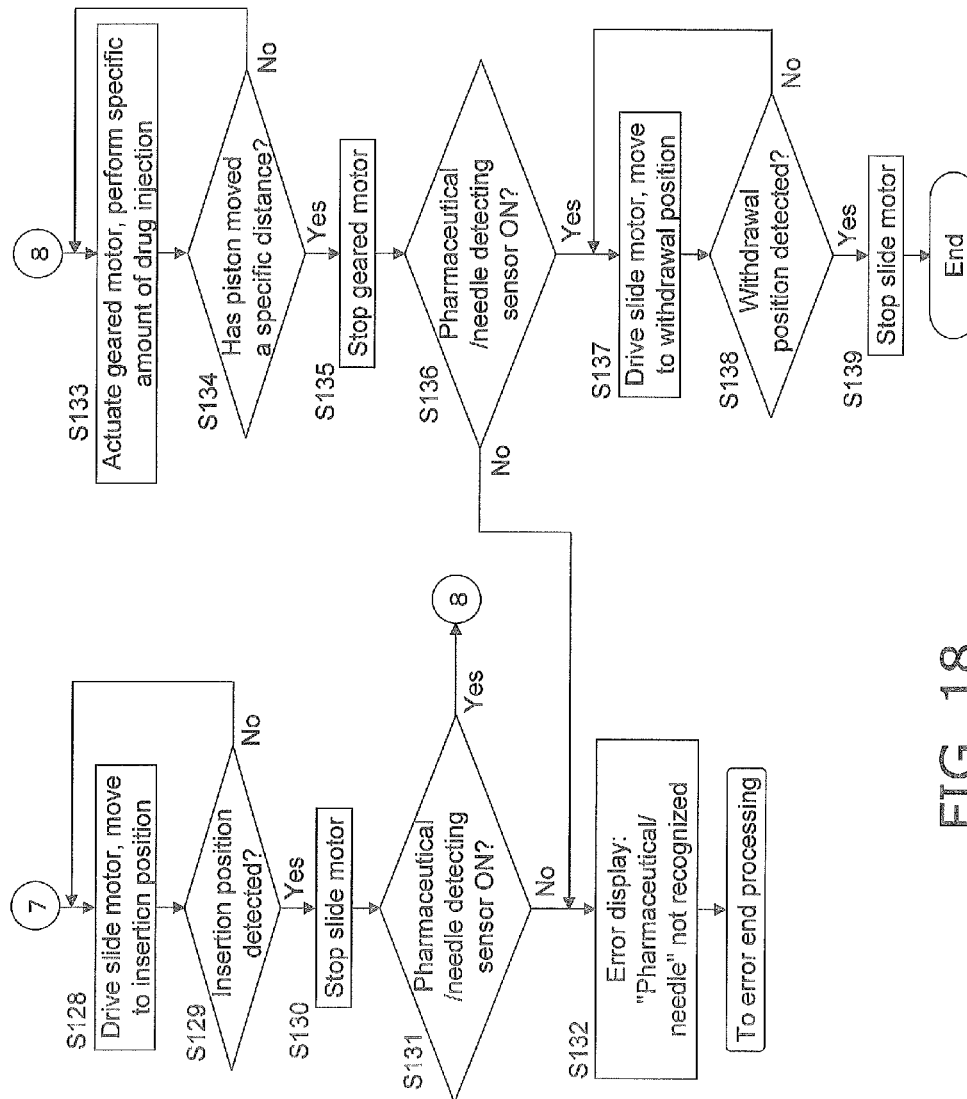 7
S128
Drive slide motor, move
to insertion position
S129
Insertion position
detected?
No
Yes
S130
Stop slide motor
S131
Pharmaceutical
/needle detecting
sensor ON?
Yes
8
No
S132
Error display:
"Pharmaceutical/
needle" not recognized
To error end processing
8
S133
Actuate geared motor, perform specific
amount of drug injection
S134
Has piston moved
a specific distance?
No
Yes
S135
Stop geared motor
S136
Pharmaceutical
/needle detecting
sensor ON?
No
Yes
S137
Drive slide motor, move
to withdrawal position
S138
Withdrawal
position detected?
No
Yes
S139
Stop slide motor
End
FIG. 18